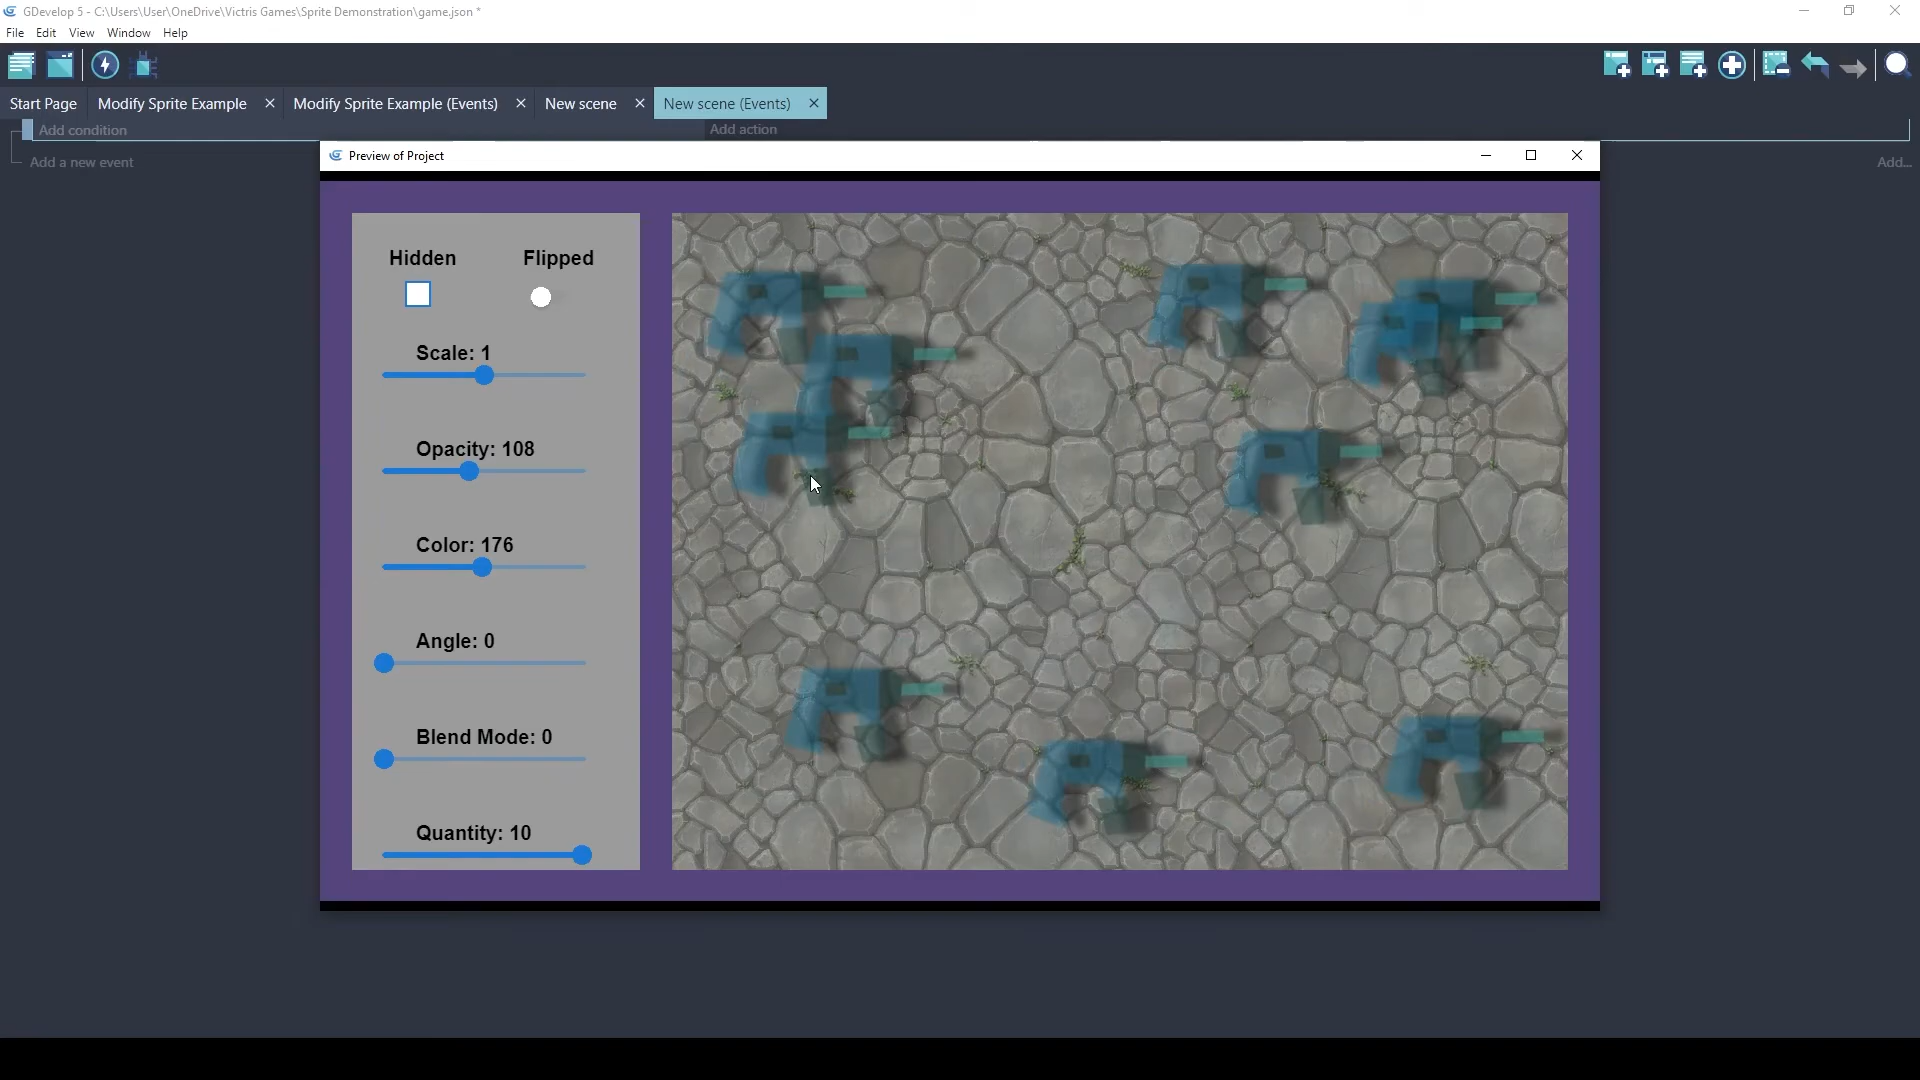 GDevelop 5 - C:\Users\User\OneDrive\Victris Games\Sprite Demonstration\game.json *
File Edit View Window Help
Start Page Modify Sprite Example Modify Sprite Example (Events) New scene New scene (Events)
Add condition Add action
Add a new event Add...
Preview of Project
Hidden Flipped
Scale: 1
Opacity: 108
Color: 176
Angle: 0
Blend Mode: 0
Quantity: 10